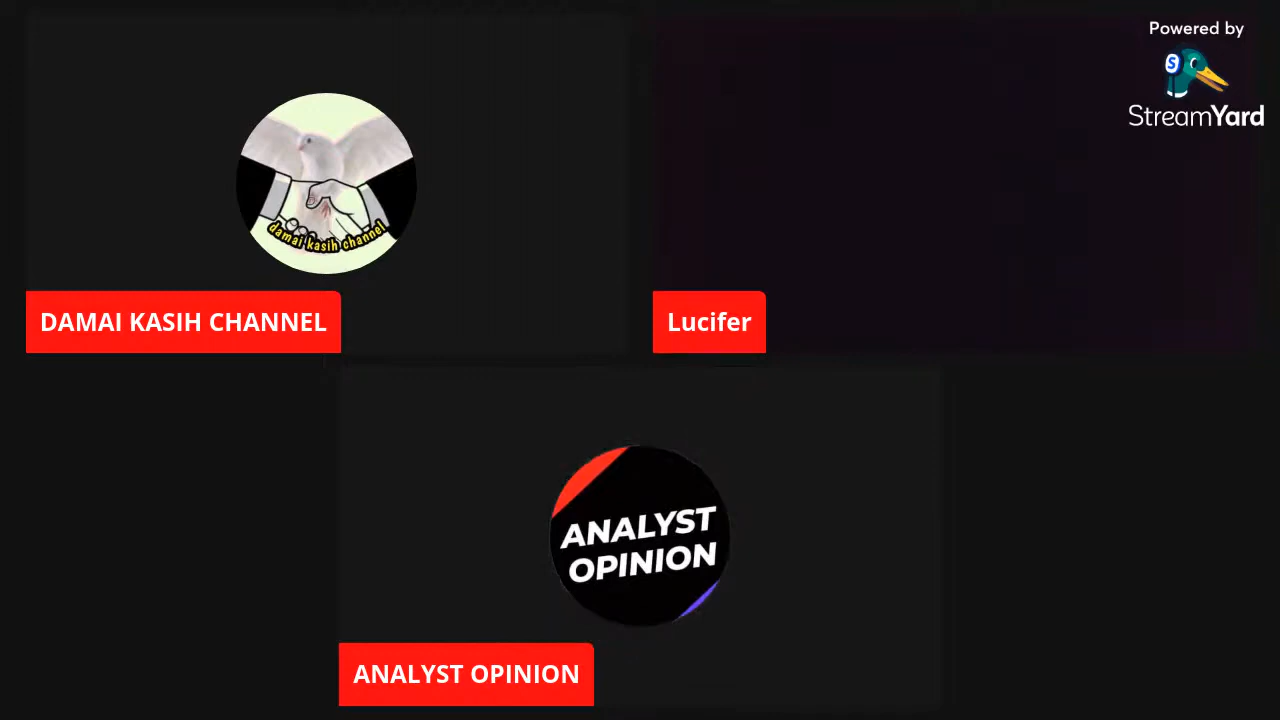 Powered by
S
StreamYard
damai kasih channel
DAMAI KASIH CHANNEL
Lucifer
ANALYST
OPINION
ANALYST OPINION